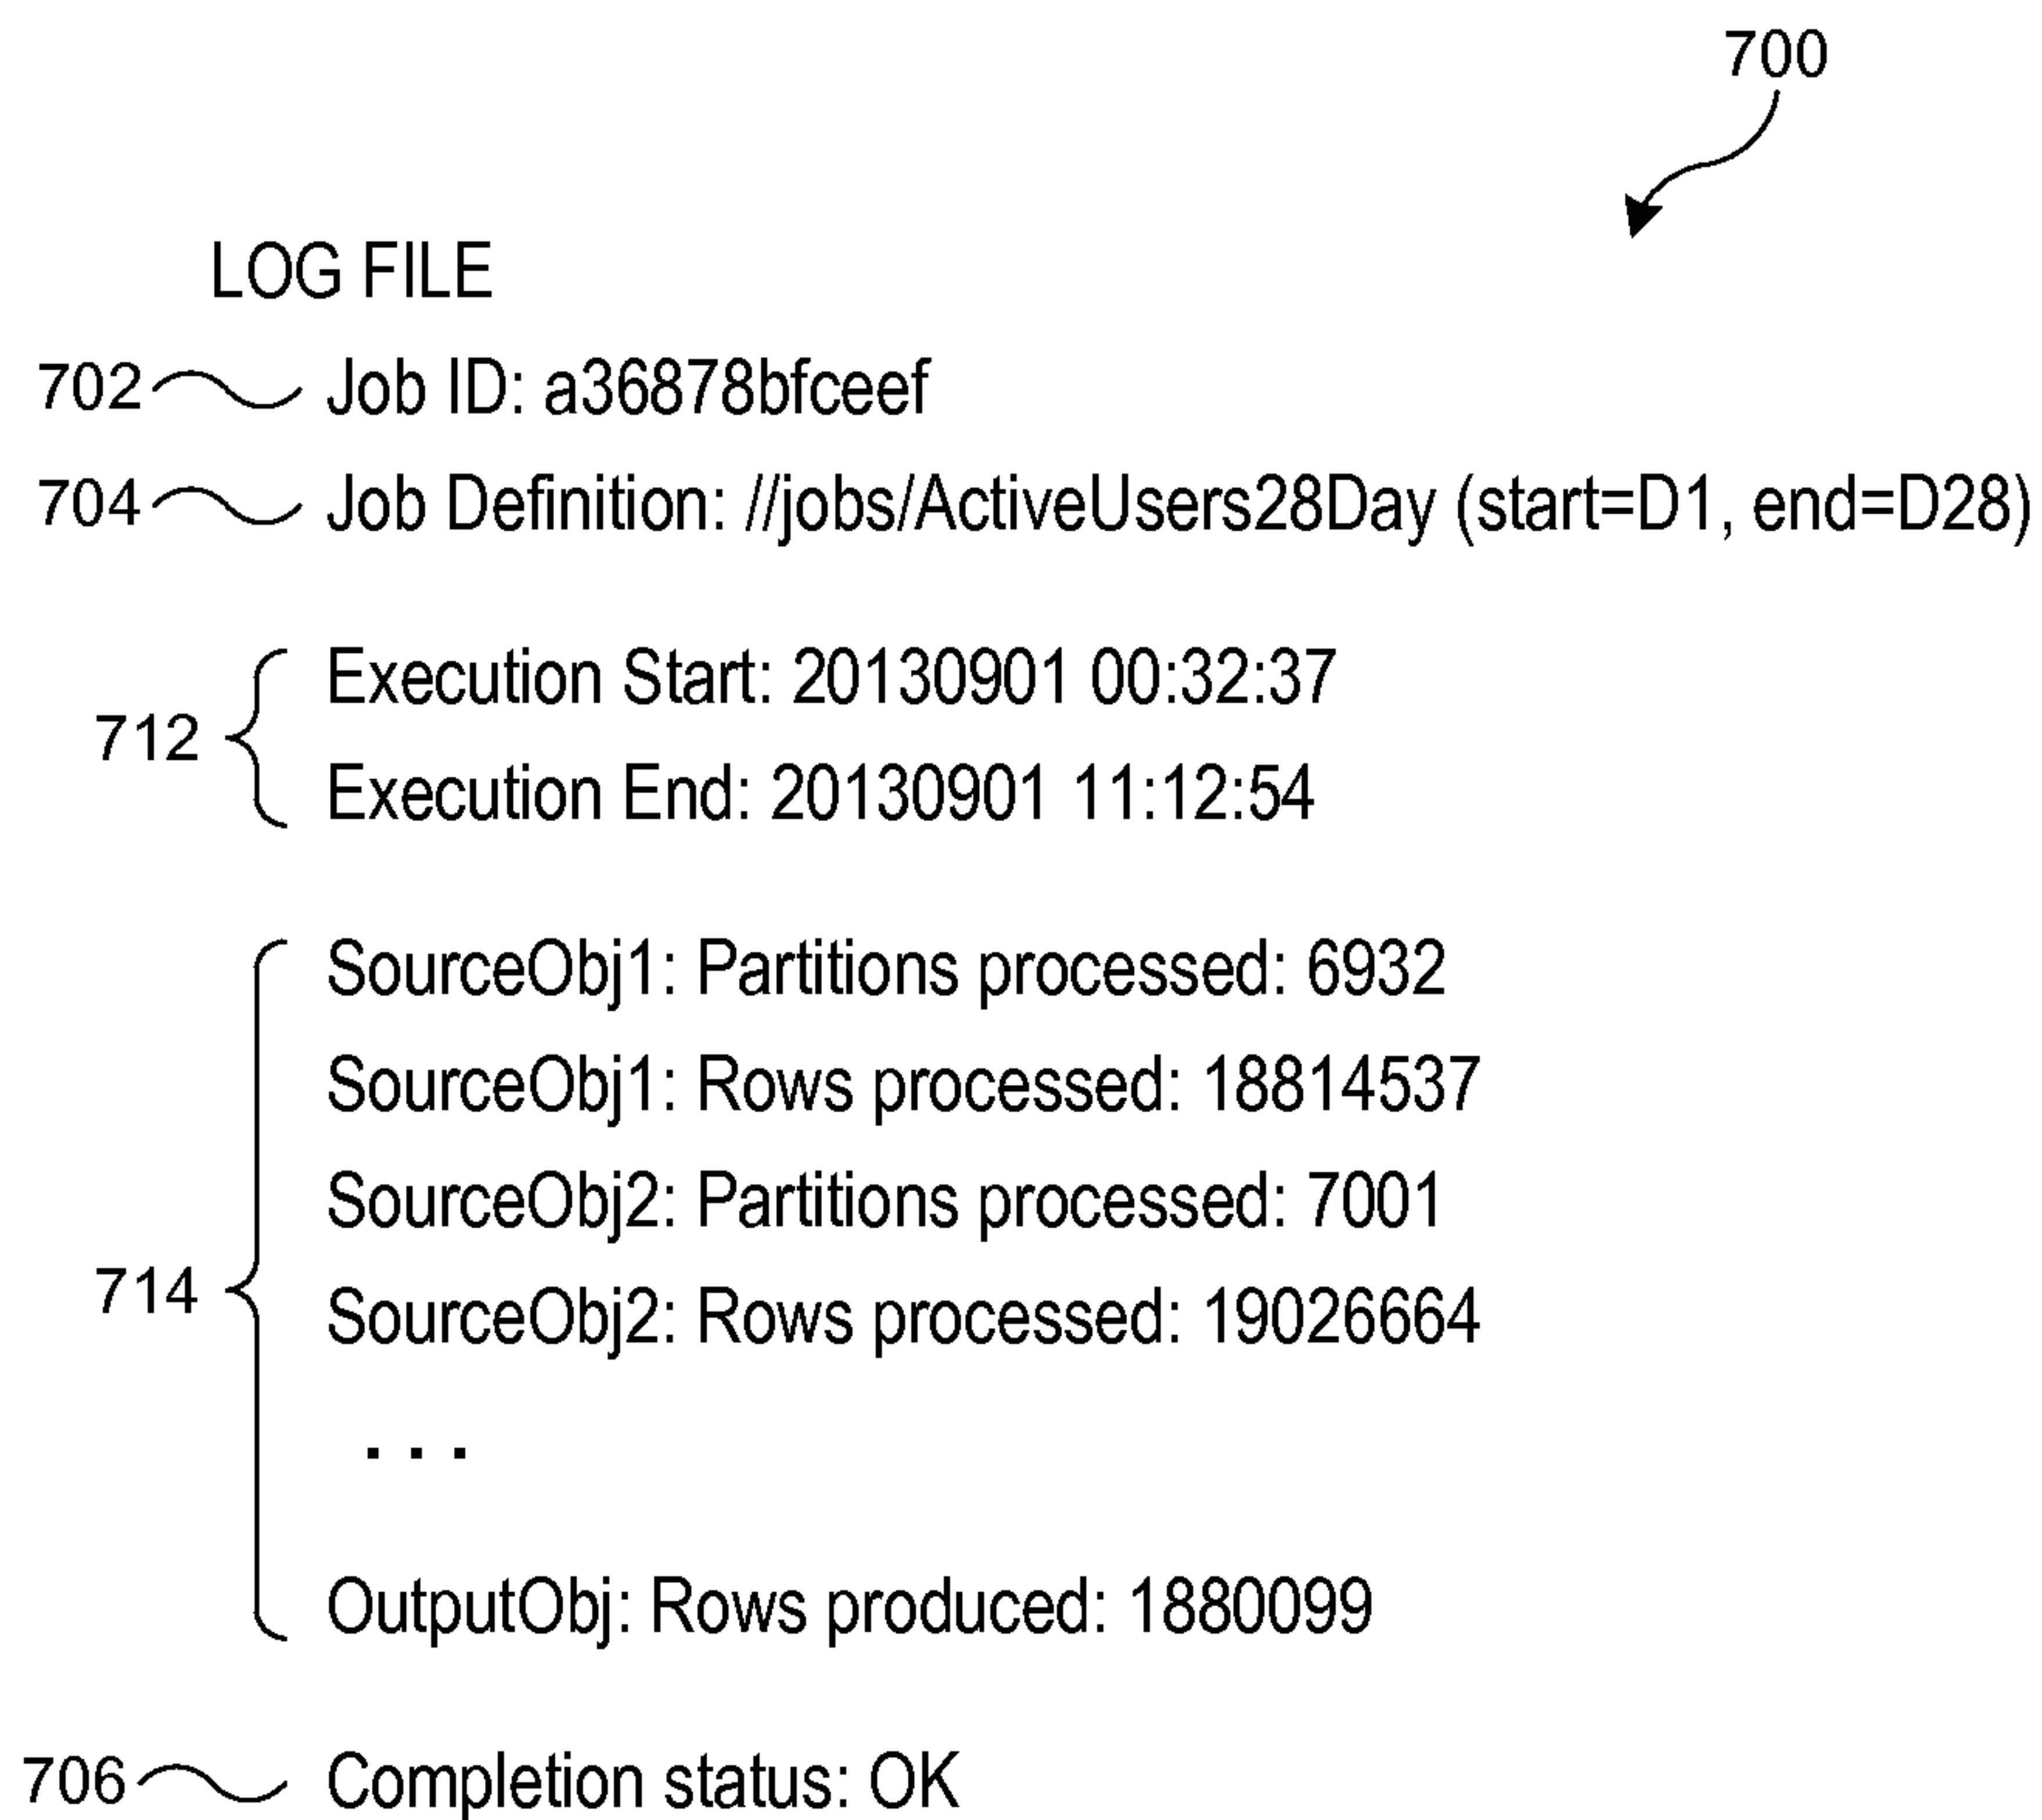 700
LOG FILE
702 Job ID: a36878bfceef
704 Job Definition: //jobs/ActiveUsers28Day (start=D1, end=D28)
712
Execution Start: 20130901 00:32:37
Execution End: 20130901 11:12:54
714
SourceObj1: Partitions processed: 6932
SourceObj1: Rows processed: 18814537
SourceObj2: Partitions processed: 7001
SourceObj2: Rows processed: 19026664
...
OutputObj: Rows produced: 1880099
706 Completion status: OK